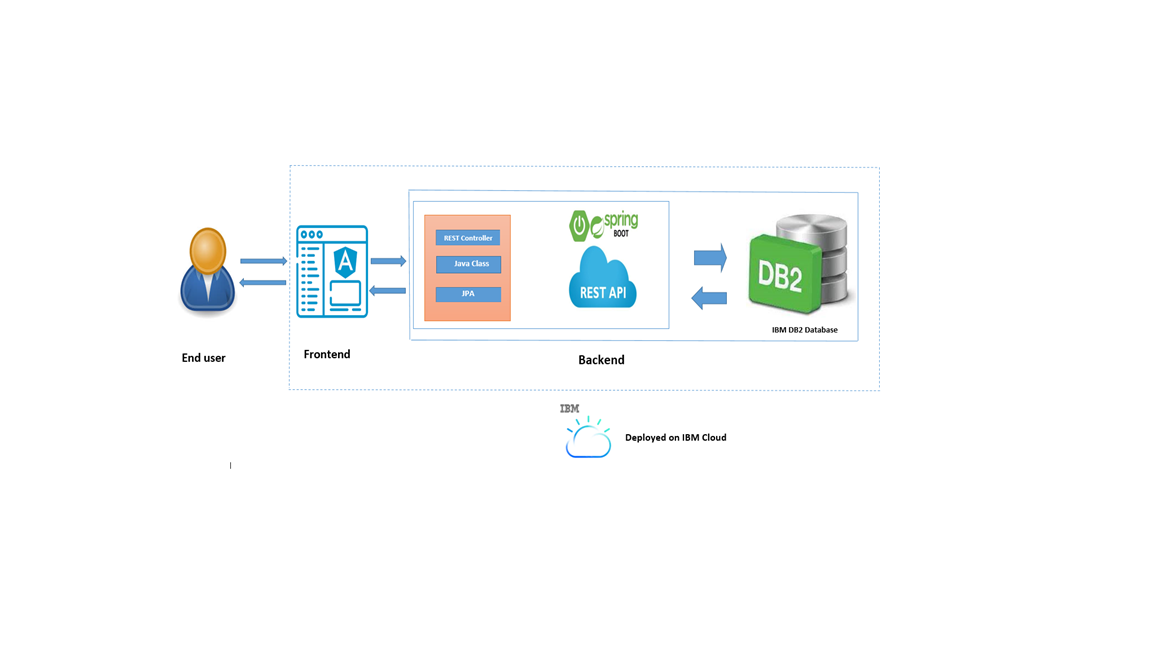 REST Controller
Java Class
JPA
spring
BOOT
REST API
A
DB2
IBM DB2 Database
End user
Frontend
Backend
IBM
Deployed on IBM Cloud